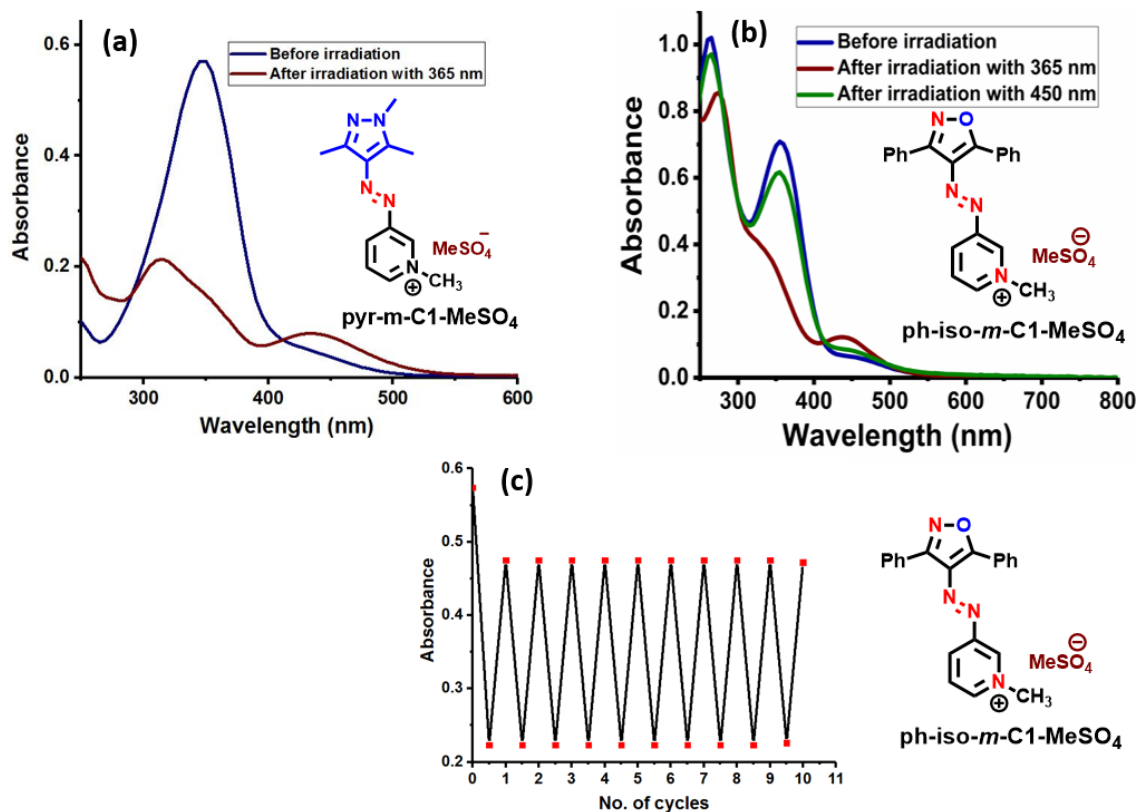 (a)
Before irradiation
After irradiation with 365 nm
Absorbance
0.6
0.4
0.2
0.0
300
400
500
600
Wavelength (nm)
N
N
N
N
N
CH₃
MeSO₄⁻
⊕
pyr-m-C1-MeSO₄
(b)
Before irradiation
After irradiation with 365 nm
After irradiation with 450 nm
Absorbance
1.0
0.8
0.6
0.4
0.2
0.0
300
400
500
600
700
800
Wavelength (nm)
N
O
Ph
Ph
N
N
N
CH₃
MeSO₄⊖
⊕
ph-iso-m-C1-MeSO₄
(c)
Absorbance
0.6
0.5
0.4
0.3
0.2
0 1 2 3 4 5 6 7 8 9 10 11
No. of cycles
N
O
Ph
Ph
N
N
N
CH₃
MeSO₄⊖
⊕
ph-iso-m-C1-MeSO₄